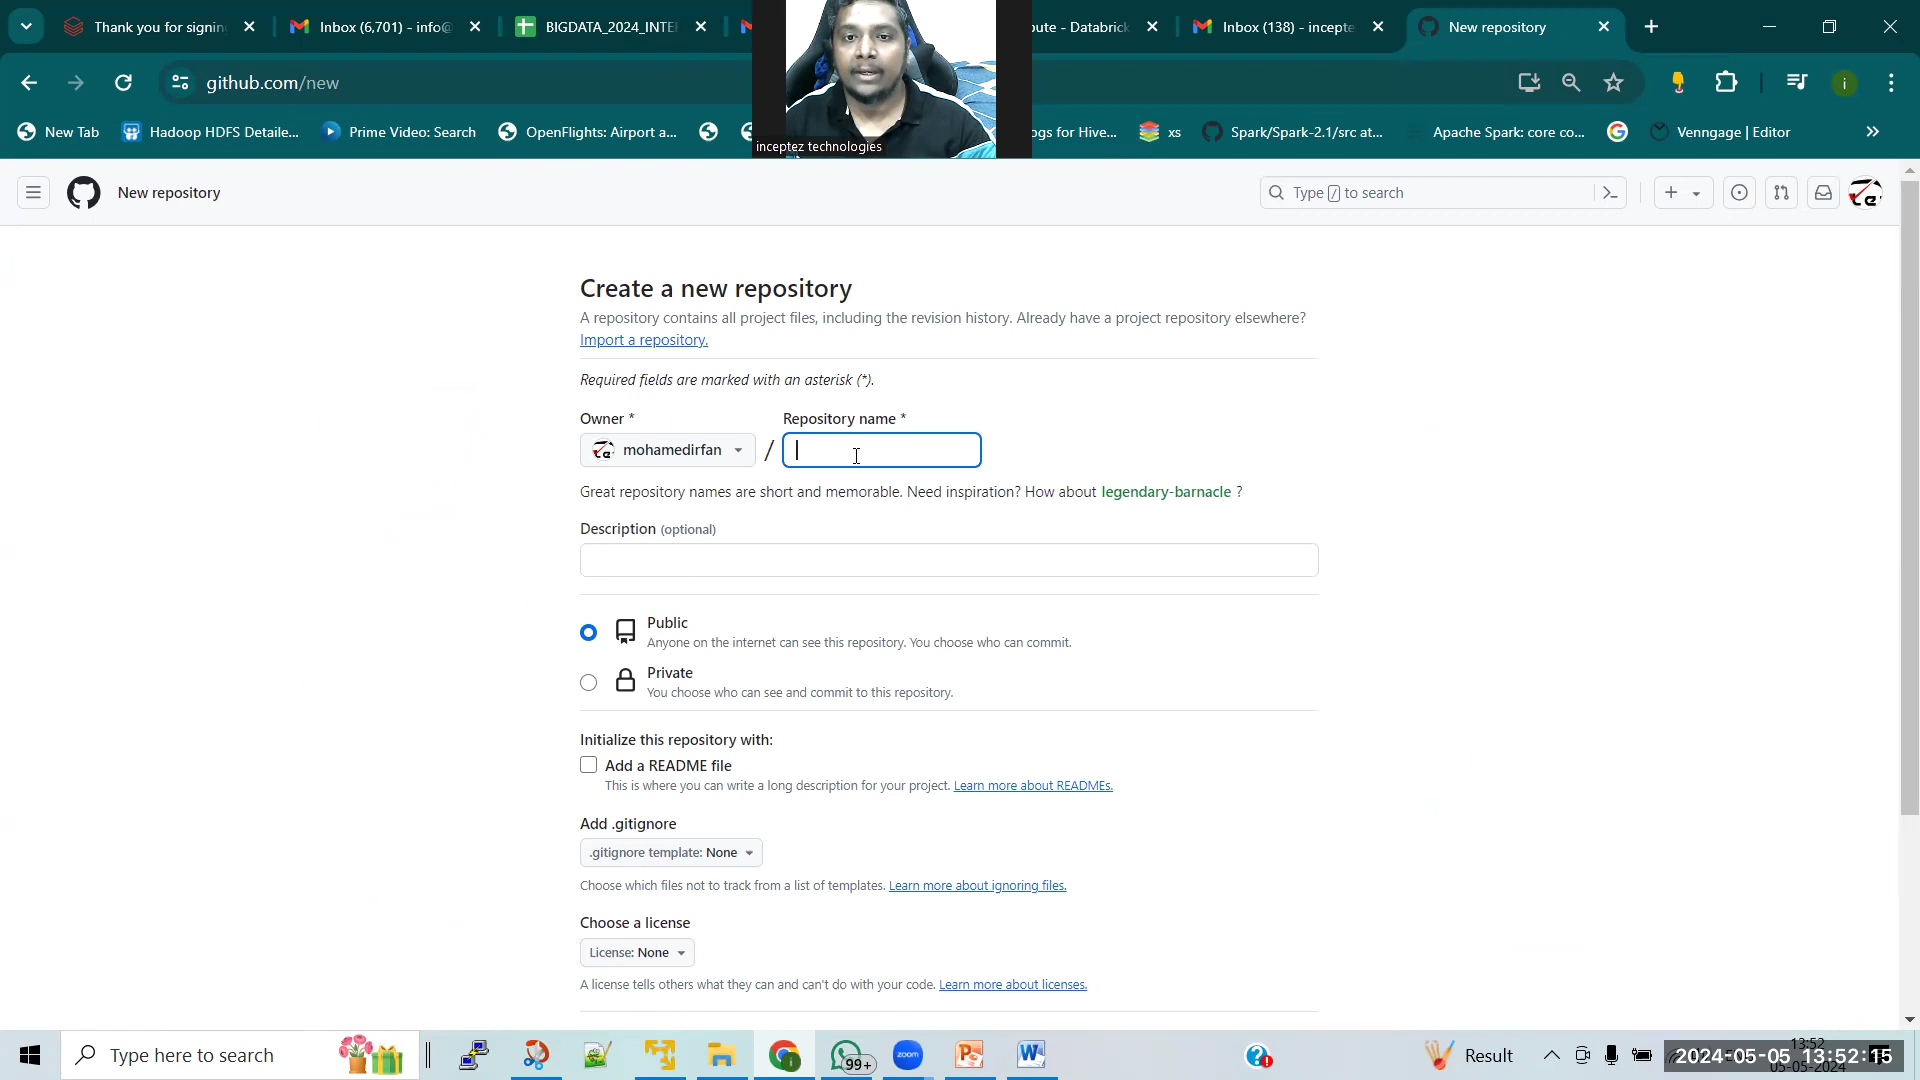 Thank you for signin
Inbox (6,701) - info@
BIGDATA_2024_INTE
ute - Databrick
Inbox (138) - incepte
New repository
github.com/new
New Tab
Hadoop HDFS Detaile...
Prime Video: Search
OpenFlights: Airport a...
ogs for Hive...
xs
Spark/Spark-2.1/src at...
Apache Spark: core co...
Venngage | Editor
inceptez technologies
New repository
Type / to search
Create a new repository
A repository contains all project files, including the revision history. Already have a project repository elsewhere?
Import a repository.
Required fields are marked with an asterisk (*).
Owner *
Repository name *
mohamedirfan
/
Great repository names are short and memorable. Need inspiration? How about legendary-barnacle ?
Description (optional)
Public
Anyone on the internet can see this repository. You choose who can commit.
Private
You choose who can see and commit to this repository.
Initialize this repository with:
Add a README file
This is where you can write a long description for your project. Learn more about READMEs.
Add .gitignore
.gitignore template: None
Choose which files not to track from a list of templates. Learn more about ignoring files.
Choose a license
License: None
A license tells others what they can and can't do with your code. Learn more about licenses.
Type here to search
99+
zoom
Result
13:52
2024-05-05 13:52:15
05-05-2024